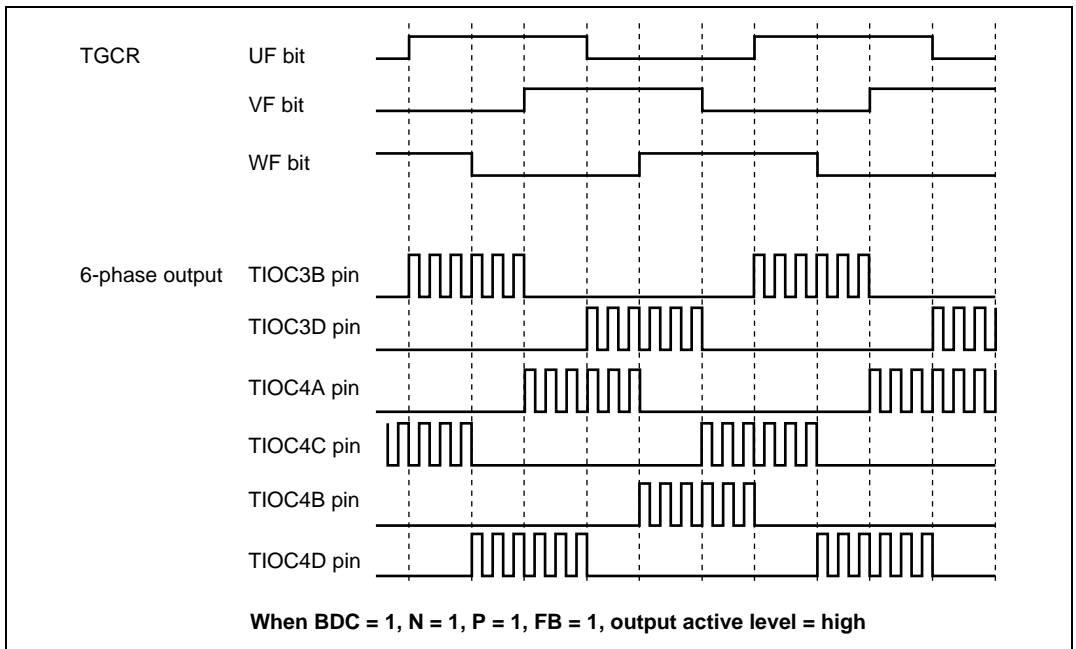 TGCR UF bit
VF bit
WF bit
6-phase output TIOC3B pin
TIOC3D pin
TIOC4A pin
TIOC4C pin
TIOC4B pin
TIOC4D pin
When BDC = 1, N = 1, P = 1, FB = 1, output active level = high